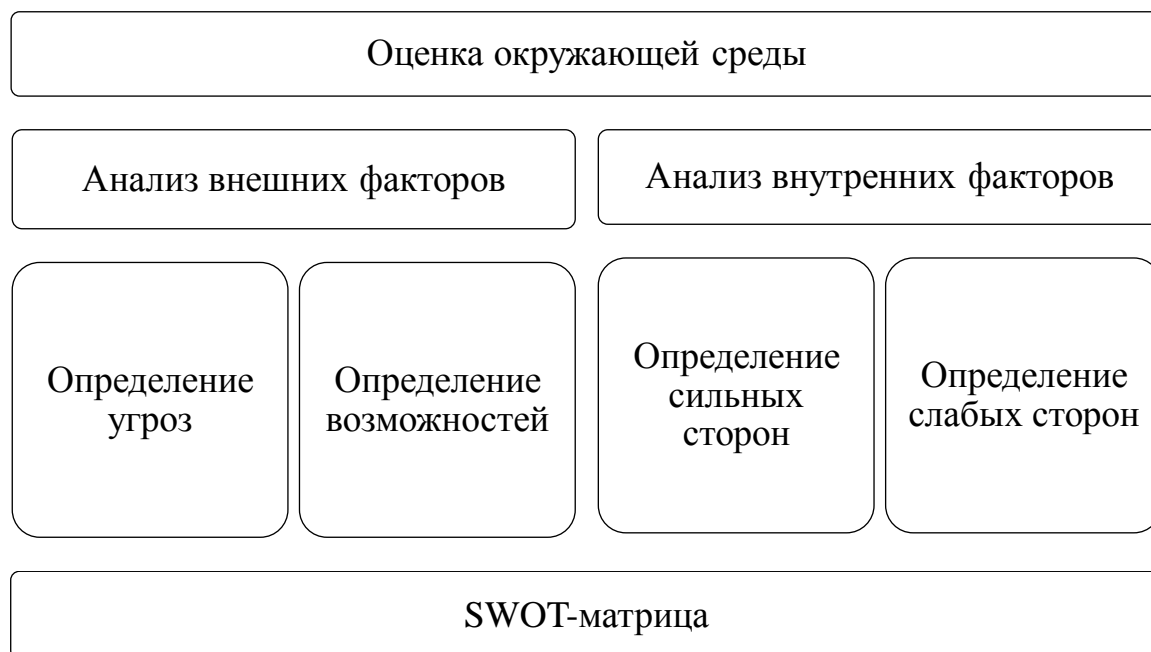 Оценка окружающей среды
Анализ внешних факторов
Анализ внутренних факторов
Определение
угроз
Определение
возможностей
Определение
сильных
сторон
Определение
слабых сторон
SWOT-матрица